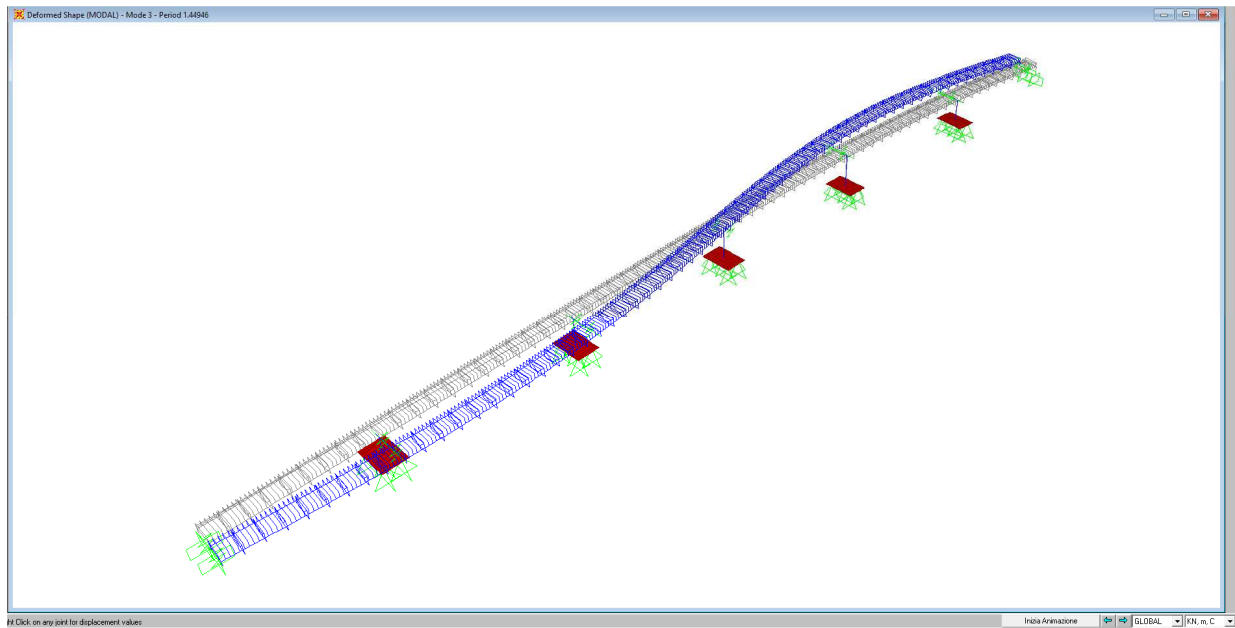 Deformed Shape (MODAL) - Mode 3 - Period 1.44946
ht Click on any joint for displacement values
Inizia Animazione
GLOBAL
KN, m, C